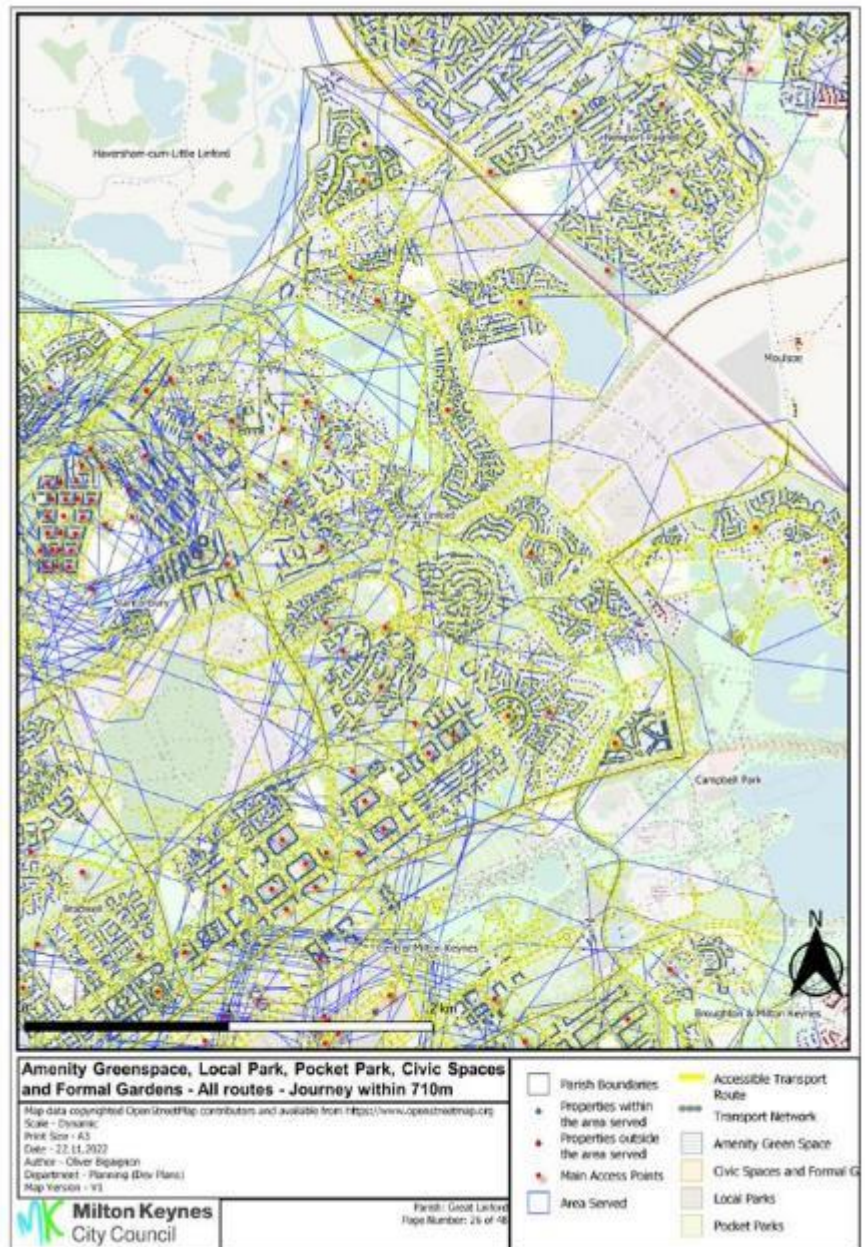 Haversham-cum-Little Linford
Newport Pagnell
Moulsoe
Great Linford
Stantonbury
Campbell Park
Bradwell
Central Milton Keynes
N
2 km
Broughton & Milton Keynes
Amenity Greenspace, Local Park, Pocket Park, Civic Spaces
and Formal Gardens - All routes - Journey within 710m
Map data copyrighted OpenStreetMap contributors and available from https://www.openstreetmap.org
Scale - Dynamic
Print Size - A3
Date - 22.11.2022
Author - Oliver
Department - Planning (Dev Plans)
Map Version - V1
Milton Keynes
City Council
Parish: Great Linford
Page Number: 26 of 48
Parish Boundaries
Properties within
the area served
Properties outside
the area served
Main Access Points
Area Served
Accessible Transport
Route
Transport Network
Amenity Green Space
Civic Spaces and Formal G
Local Parks
Pocket Parks